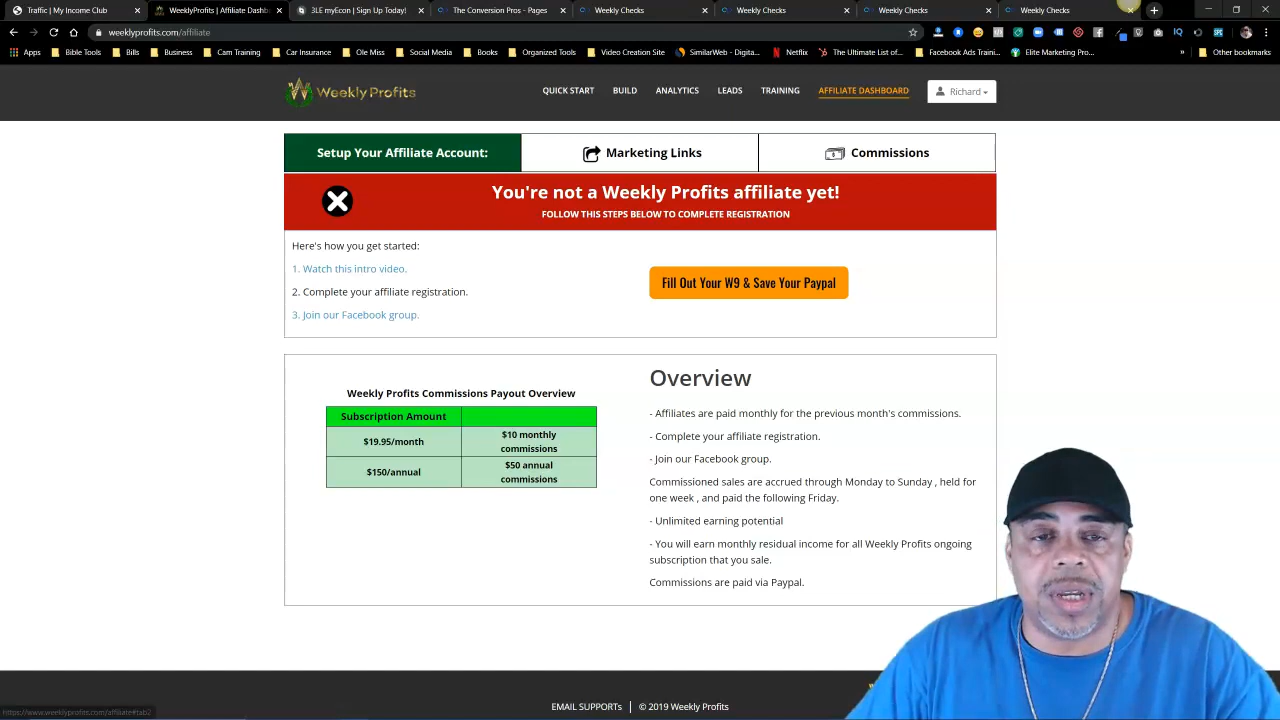 Traffic | My Income Club
WeeklyProfits | Affiliate Dashb
3LE myEcon | Sign Up Today!
The Conversion Pros - Pages
Weekly Checks
Weekly Checks
Weekly Checks
Weekly Checks
weeklyprofits.com/affiliate
Apps
Bible Tools
Bills
Business
Cam Training
Car Insurance
Ole Miss
Social Media
Books
Organized Tools
Video Creation Site
SimilarWeb - Digita...
Netflix
The Ultimate List of...
Facebook Ads Traini...
Elite Marketing Pro...
Other bookmarks
Weekly Profits
QUICK START
BUILD
ANALYTICS
LEADS
TRAINING
AFFILIATE DASHBOARD
Richard
Setup Your Affiliate Account:
Marketing Links
Commissions
You're not a Weekly Profits affiliate yet!
FOLLOW THIS STEPS BELOW TO COMPLETE REGISTRATION
Here's how you get started:
1. Watch this intro video.
2. Complete your affiliate registration.
3. Join our Facebook group.
Fill Out Your W9 & Save Your Paypal
Weekly Profits Commissions Payout Overview
Subscription Amount
$19.95/month
$10 monthly
commissions
$150/annual
$50 annual
commissions
Overview
- Affiliates are paid monthly for the previous month's commissions.
- Complete your affiliate registration.
- Join our Facebook group.
Commissioned sales are accrued through Monday to Sunday , held for
one week , and paid the following Friday.
- Unlimited earning potential
- You will earn monthly residual income for all Weekly Profits ongoing
subscription that you sale.
Commissions are paid via Paypal.
https://www.weeklyprofits.com/affiliate#tab2
EMAIL SUPPORTs
© 2019 Weekly Profits